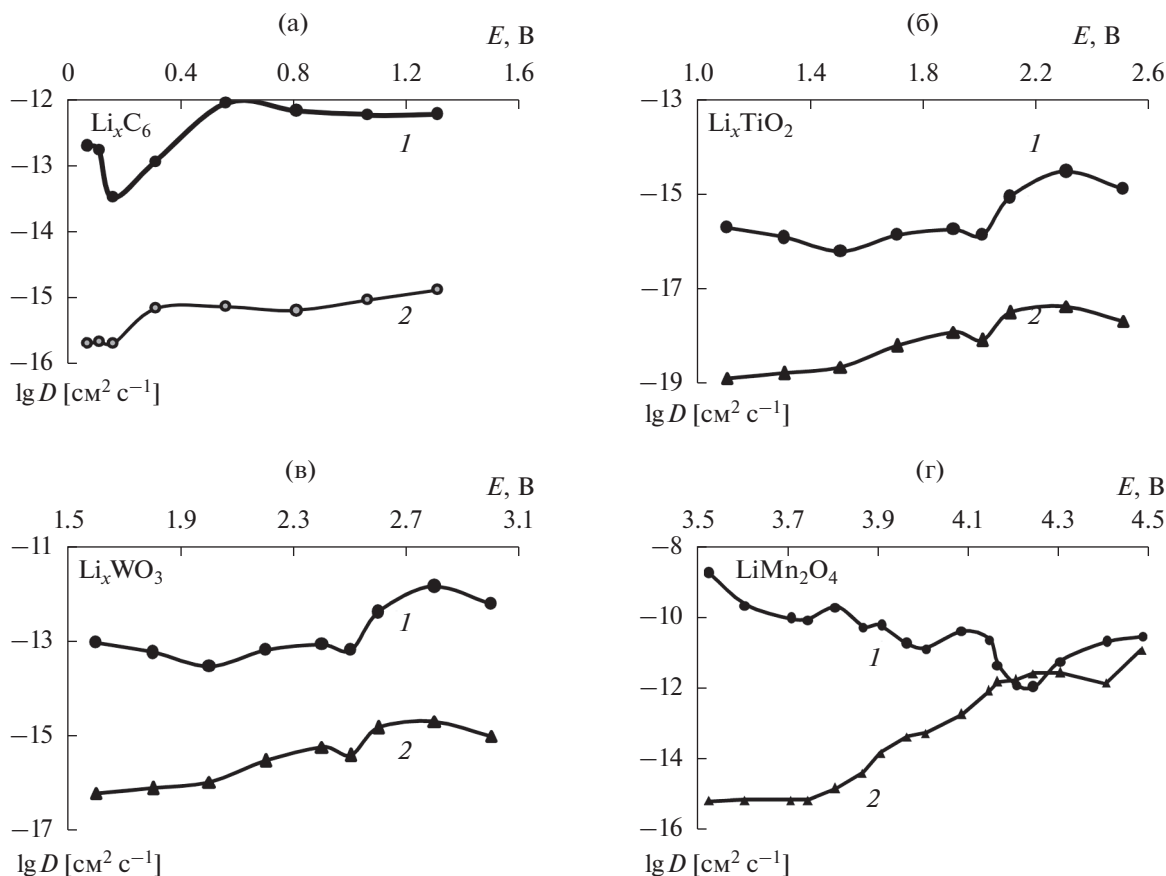 (а)
E, В
0 0.4 0.8 1.2 1.6
−12
LiₓC₆
1
−13
−14
−15
2
−16
lg D [см² с⁻¹]
(б)
E, В
1.0 1.4 1.8 2.2 2.6
−13
LiₓTiO₂
1
−15
−17
2
−19
lg D [см² с⁻¹]
(в)
E, В
1.5 1.9 2.3 2.7 3.1
−11
LiₓWO₃
1
−13
−15
2
−17
lg D [см² с⁻¹]
(г)
E, В
3.5 3.7 3.9 4.1 4.3 4.5
−8
LiMn₂O₄
−10
1
−12
−14
2
−16
lg D [см² с⁻¹]